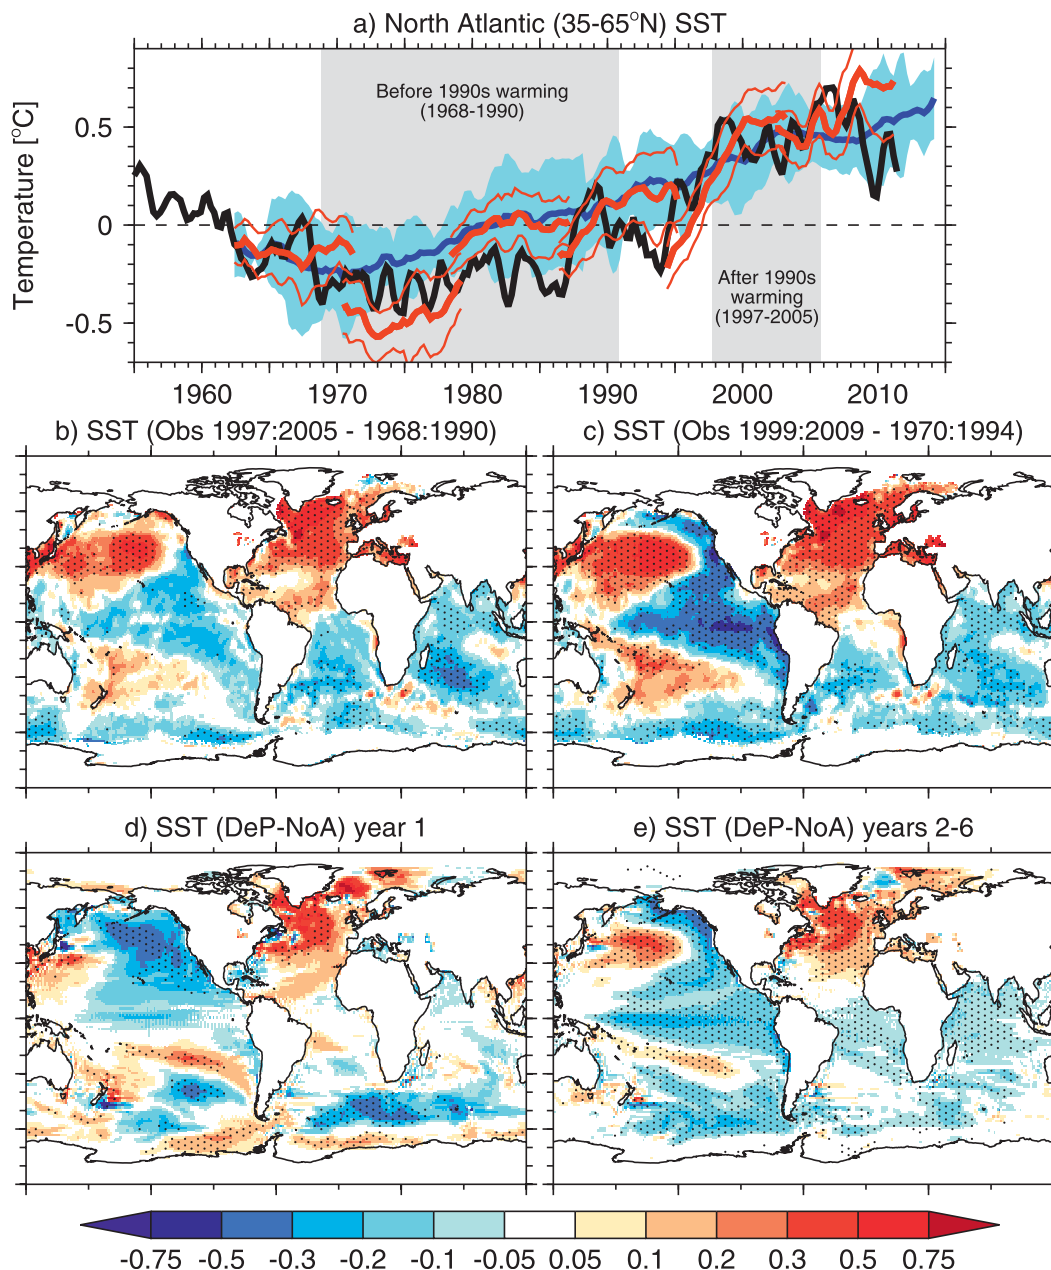 a) North Atlantic (35-65°N) SST
Temperature [°C]
0.5
0
-0.5
Before 1990s warming
(1968-1990)
After 1990s
warming
(1997-2005)
1960 1970 1980 1990 2000 2010
b) SST (Obs 1997:2005 - 1968:1990)
c) SST (Obs 1999:2009 - 1970:1994)
d) SST (DeP-NoA) year 1
e) SST (DeP-NoA) years 2-6
-0.75 -0.5 -0.3 -0.2 -0.1 -0.05 0.05 0.1 0.2 0.3 0.5 0.75